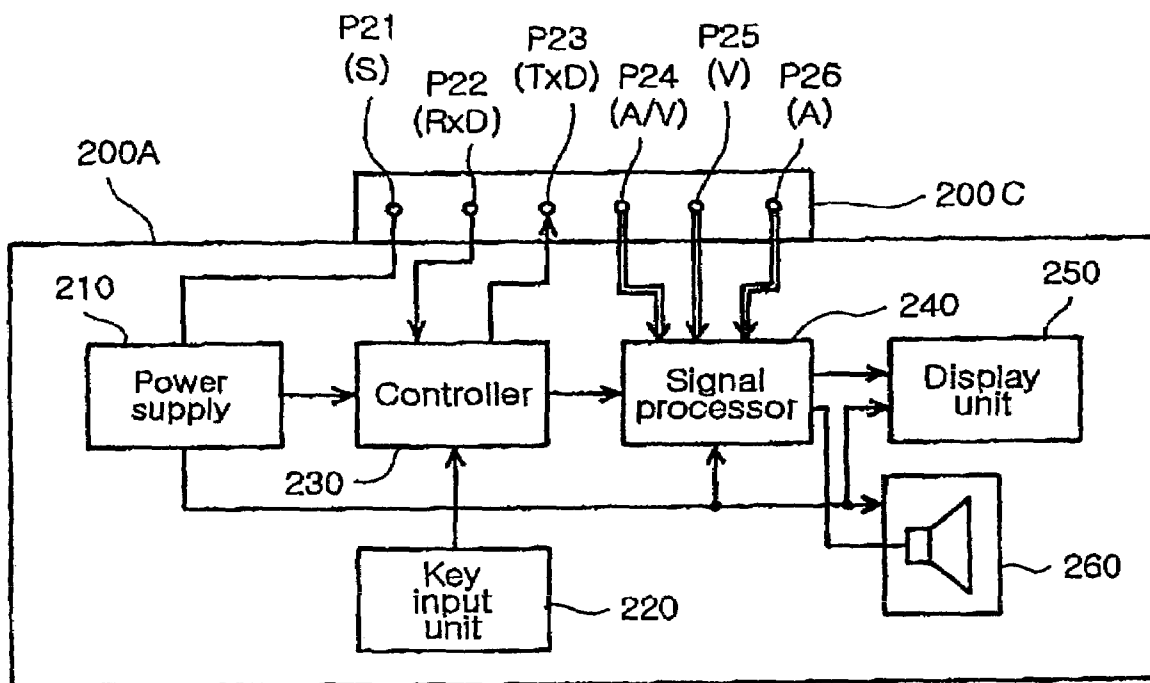 P21
(S)
P22
(RxD)
P23
(TxD)
P24
(A/V)
P25
(V)
P26
(A)
200A
200C
210
Power
supply
Controller
230
240
Signal
processor
250
Display
unit
Key
input
unit
220
260